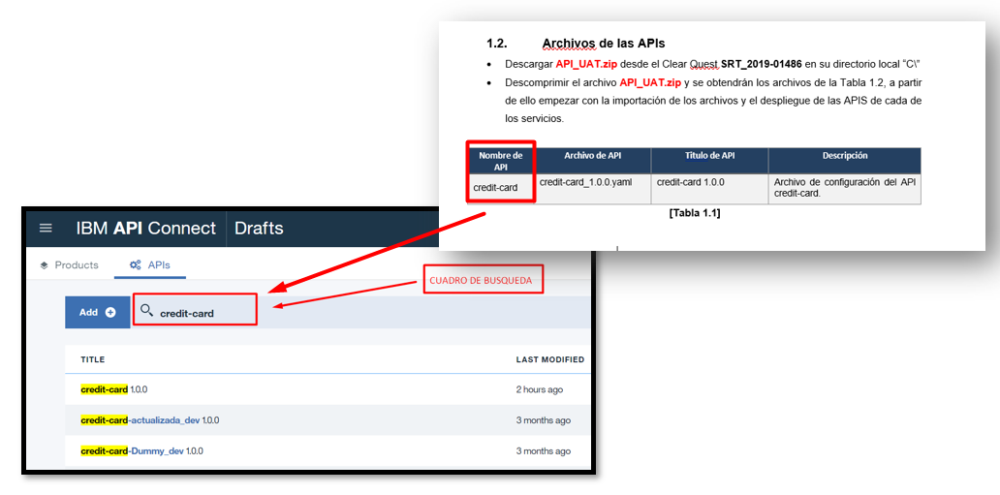 1.2. Archivos de las APIs
• Descargar API_UAT.zip desde el Clear Quest SRT_2019-01486 en su directorio local “C\”
• Descomprimir el archivo API_UAT.zip y se obtendrán los archivos de la Tabla 1.2, a partir
de ello empezar con la importación de los archivos y el despliegue de las APIS de cada de
los servicios.
Nombre de API Archivo de API Titulo de API Descripción
credit-card credit-card_1.0.0.yaml credit-card 1.0.0 Archivo de configuración del API
credit-card.
[Tabla 1.1]
IBM API Connect Drafts
Products APIs
CUADRO DE BUSQUEDA
Add credit-card
TITLE LAST MODIFIED
credit-card 1.0.0 2 hours ago
credit-card-actualizada_dev 1.0.0 3 months ago
credit-card-Dummy_dev 1.0.0 3 months ago